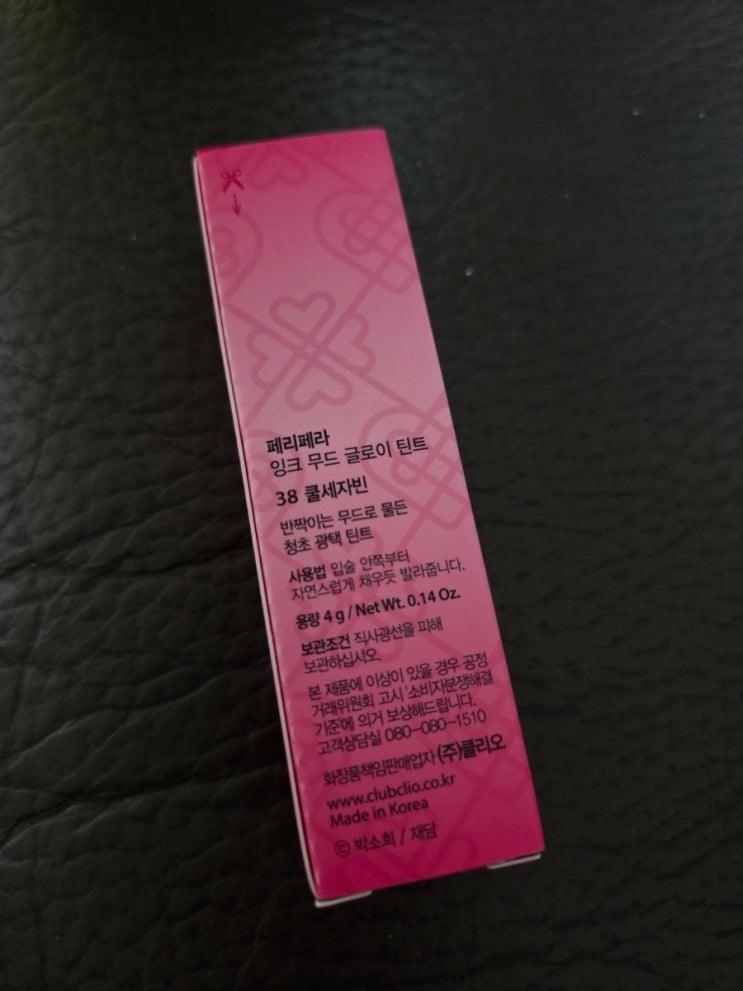 페리페라
잉크 무드 글로이 틴트
38 쿨세자빈
반짝이는 무드로 물든
청초 광택 틴트
사용법 입술 안쪽부터
자연스럽게 채우듯 발라줍니다.
용량 4 g / Net Wt. 0.14 Oz.
보관조건 직사광선을 피해
보관하십시오.
본 제품에 이상이 있을 경우 공정
거래위원회 고시 '소비자분쟁해결
기준'에 의거 보상해드립니다.
고객상담실 080-080-1510
화장품책임판매업자 (주)클리오
www.clubclio.co.kr
Made in Korea
ⓒ 박소희 / 재담